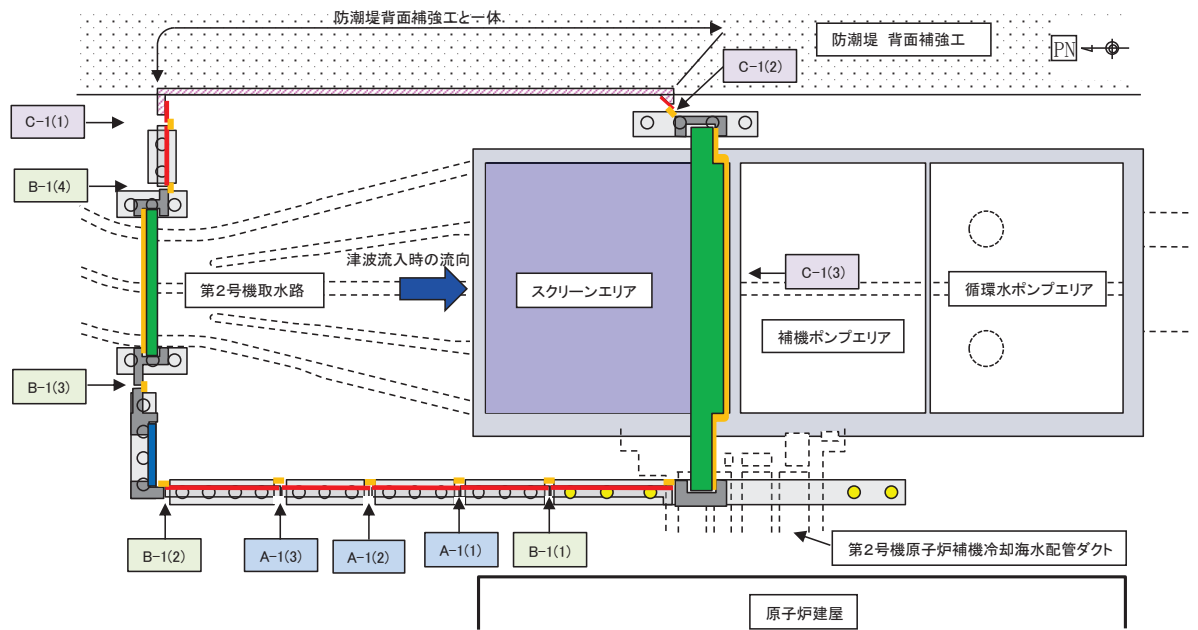 防潮堤背面補強工と一体
防潮堤 背面補強工
PN
C-1(2)
C-1(1)
B-1(4)
津波流入時の流向
第2号機取水路
スクリーンエリア
C-1(3)
循環水ポンプエリア
補機ポンプエリア
B-1(3)
B-1(2)
A-1(3)
A-1(2)
A-1(1)
B-1(1)
第2号機原子炉補機冷却海水配管ダクト
原子炉建屋